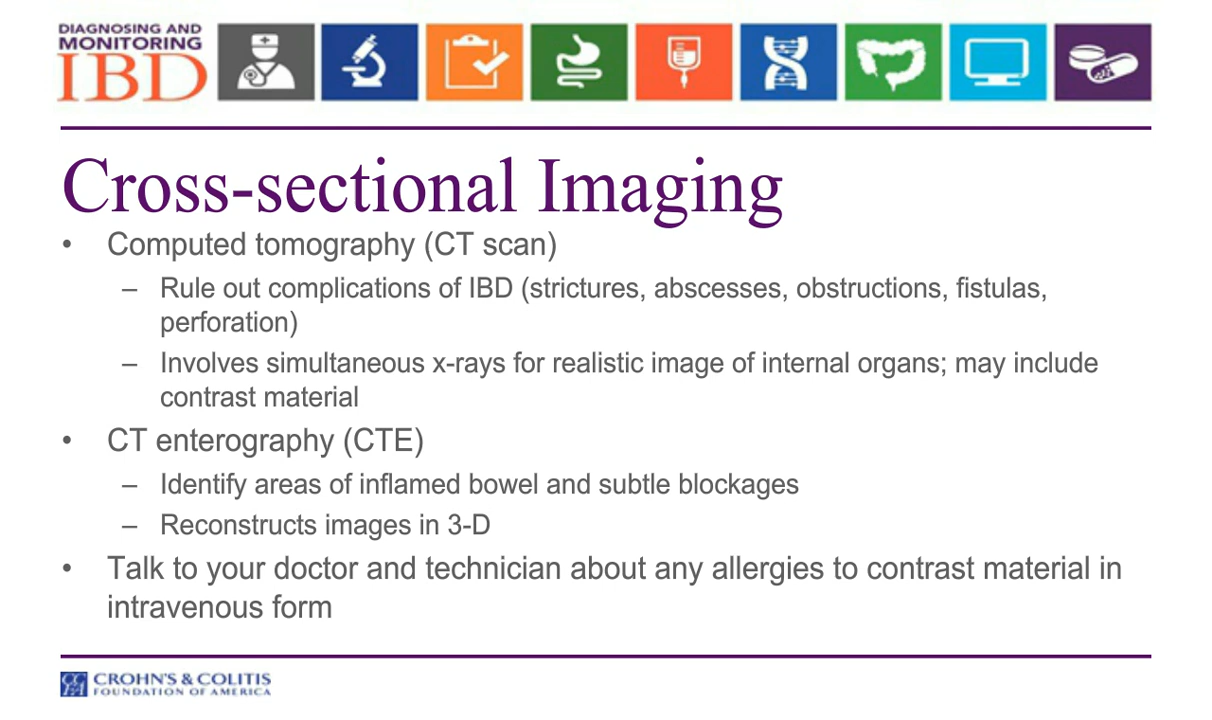 DIAGNOSING AND
MONITORING
IBD
Cross-sectional Imaging
• Computed tomography (CT scan)
– Rule out complications of IBD (strictures, abscesses, obstructions, fistulas,
perforation)
– Involves simultaneous x-rays for realistic image of internal organs; may include
contrast material
• CT enterography (CTE)
– Identify areas of inflamed bowel and subtle blockages
– Reconstructs images in 3-D
• Talk to your doctor and technician about any allergies to contrast material in
intravenous form
CROHN'S & COLITIS
FOUNDATION OF AMERICA